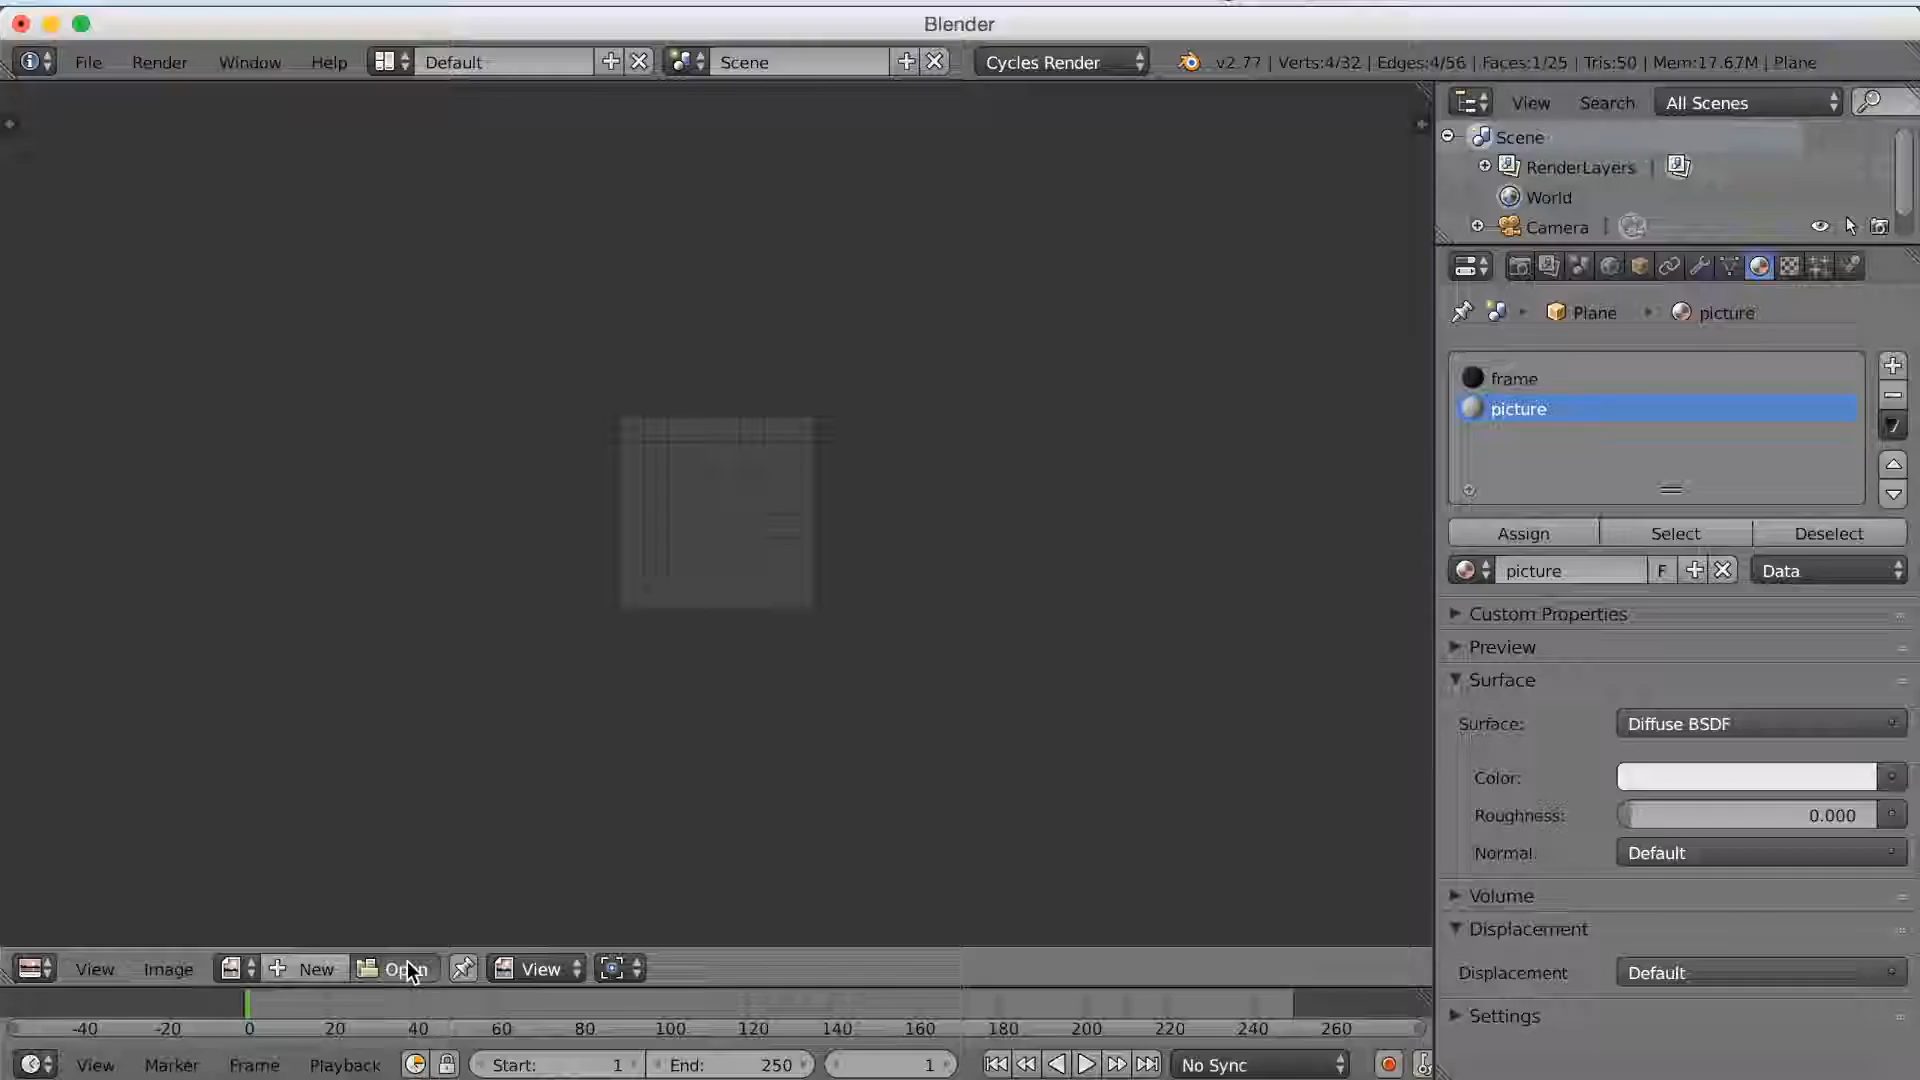 Blender
File Render Window Help Default Scene Cycles Render v2.77 | Verts:4/32 | Edges:4/56 | Faces:1/25 | Tris:50 | Mem:17.67M | Plane
View Search All Scenes
Scene
RenderLayers
World
Camera
Plane picture
frame
picture
Assign Select Deselect
picture F Data
Custom Properties
Preview
Surface
Surface: Diffuse BSDF
Color:
Roughness: 0.000
Normal: Default
Volume
Displacement
Displacement Default
Settings
View Image New Open View
-40 -20 0 20 40 60 80 100 120 140 160 180 200 220 240 260
View Marker Frame Playback Start: 1 End: 250 1 No Sync